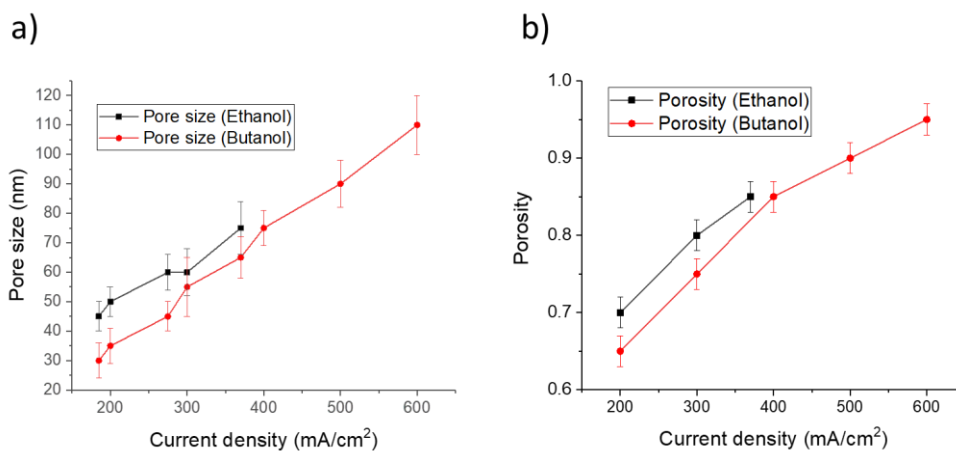 a)
Pore size (nm)
120
110
100
90
80
70
60
50
40
30
20
Pore size (Ethanol)
Pore size (Butanol)
200 300 400 500 600
Current density (mA/cm²)
b)
Porosity
1.0
0.9
0.8
0.7
0.6
Porosity (Ethanol)
Porosity (Butanol)
200 300 400 500 600
Current density (mA/cm²)